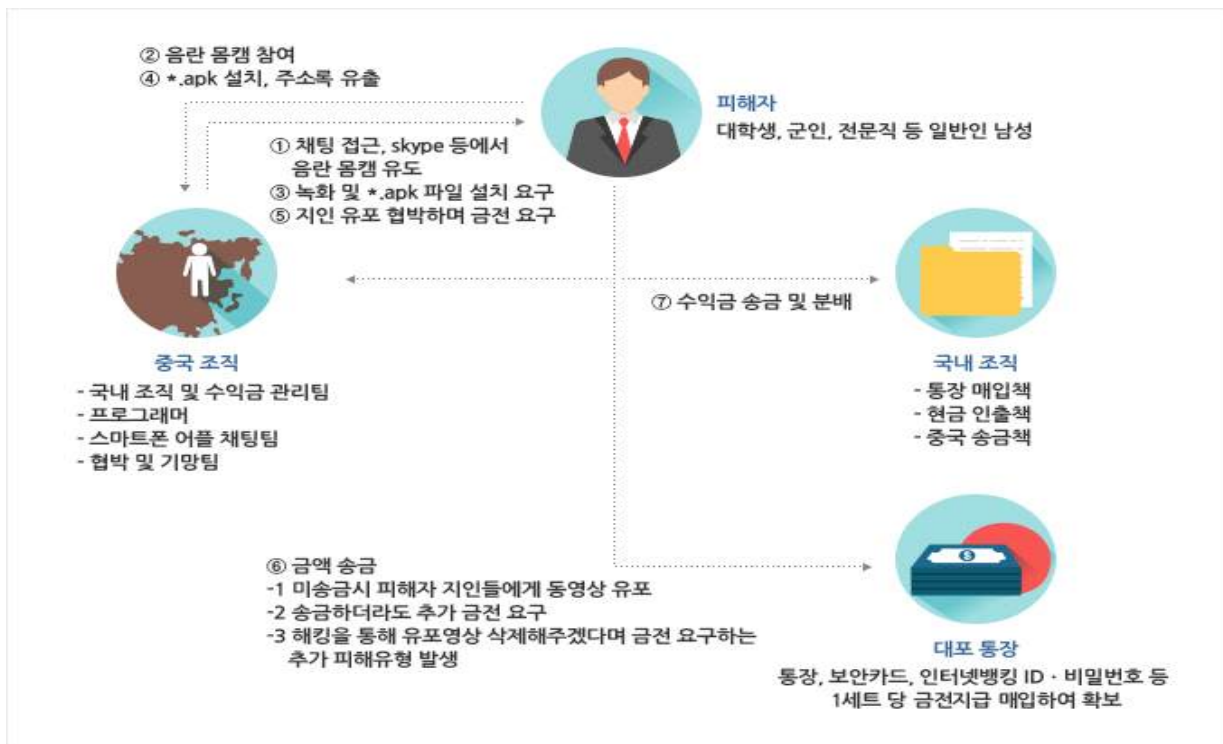 ② 음란 몸캠 참여
④ *.apk 설치, 주소록 유출
피해자
대학생, 군인, 전문직 등 일반인 남성
① 채팅 접근, skype 등에서
음란 몸캠 유도
③ 녹화 및 *.apk 파일 설치 요구
⑤ 지인 유포 협박하며 금전 요구
⑦ 수익금 송금 및 분배
중국 조직
- 국내 조직 및 수익금 관리팀
- 프로그래머
- 스마트폰 어플 채팅팀
- 협박 및 기망팀
국내 조직
- 통장 매입책
- 현금 인출책
- 중국 송금책
⑥ 금액 송금
-1 미송금시 피해자 지인들에게 동영상 유포
-2 송금하더라도 추가 금전 요구
-3 해킹을 통해 유포영상 삭제해주겠다며 금전 요구하는
추가 피해유형 발생
$
대포 통장
통장, 보안카드, 인터넷뱅킹 ID · 비밀번호 등
1세트 당 금전지급 매입하여 확보